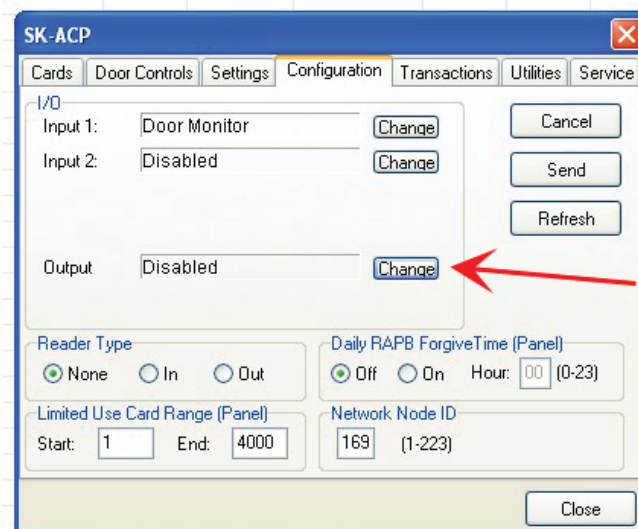 SK-ACP
Cards Door Controls Settings Configuration Transactions Utilities Service
I/O
Input 1: Door Monitor Change
Cancel
Input 2: Disabled Change
Send
Refresh
Output Disabled Change
Reader Type
None In Out
Daily RAPB ForgiveTime (Panel)
Off On Hour: 00 (0-23)
Limited Use Card Range (Panel)
Start: 1 End: 4000
Network Node ID
169 (1-223)
Close